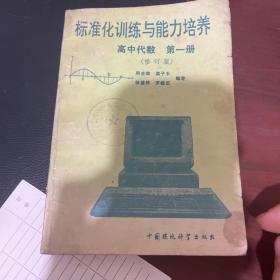 标准化训练与能力培养
高中代数 第一册
（修订版）
编著
中国环境科学出版社